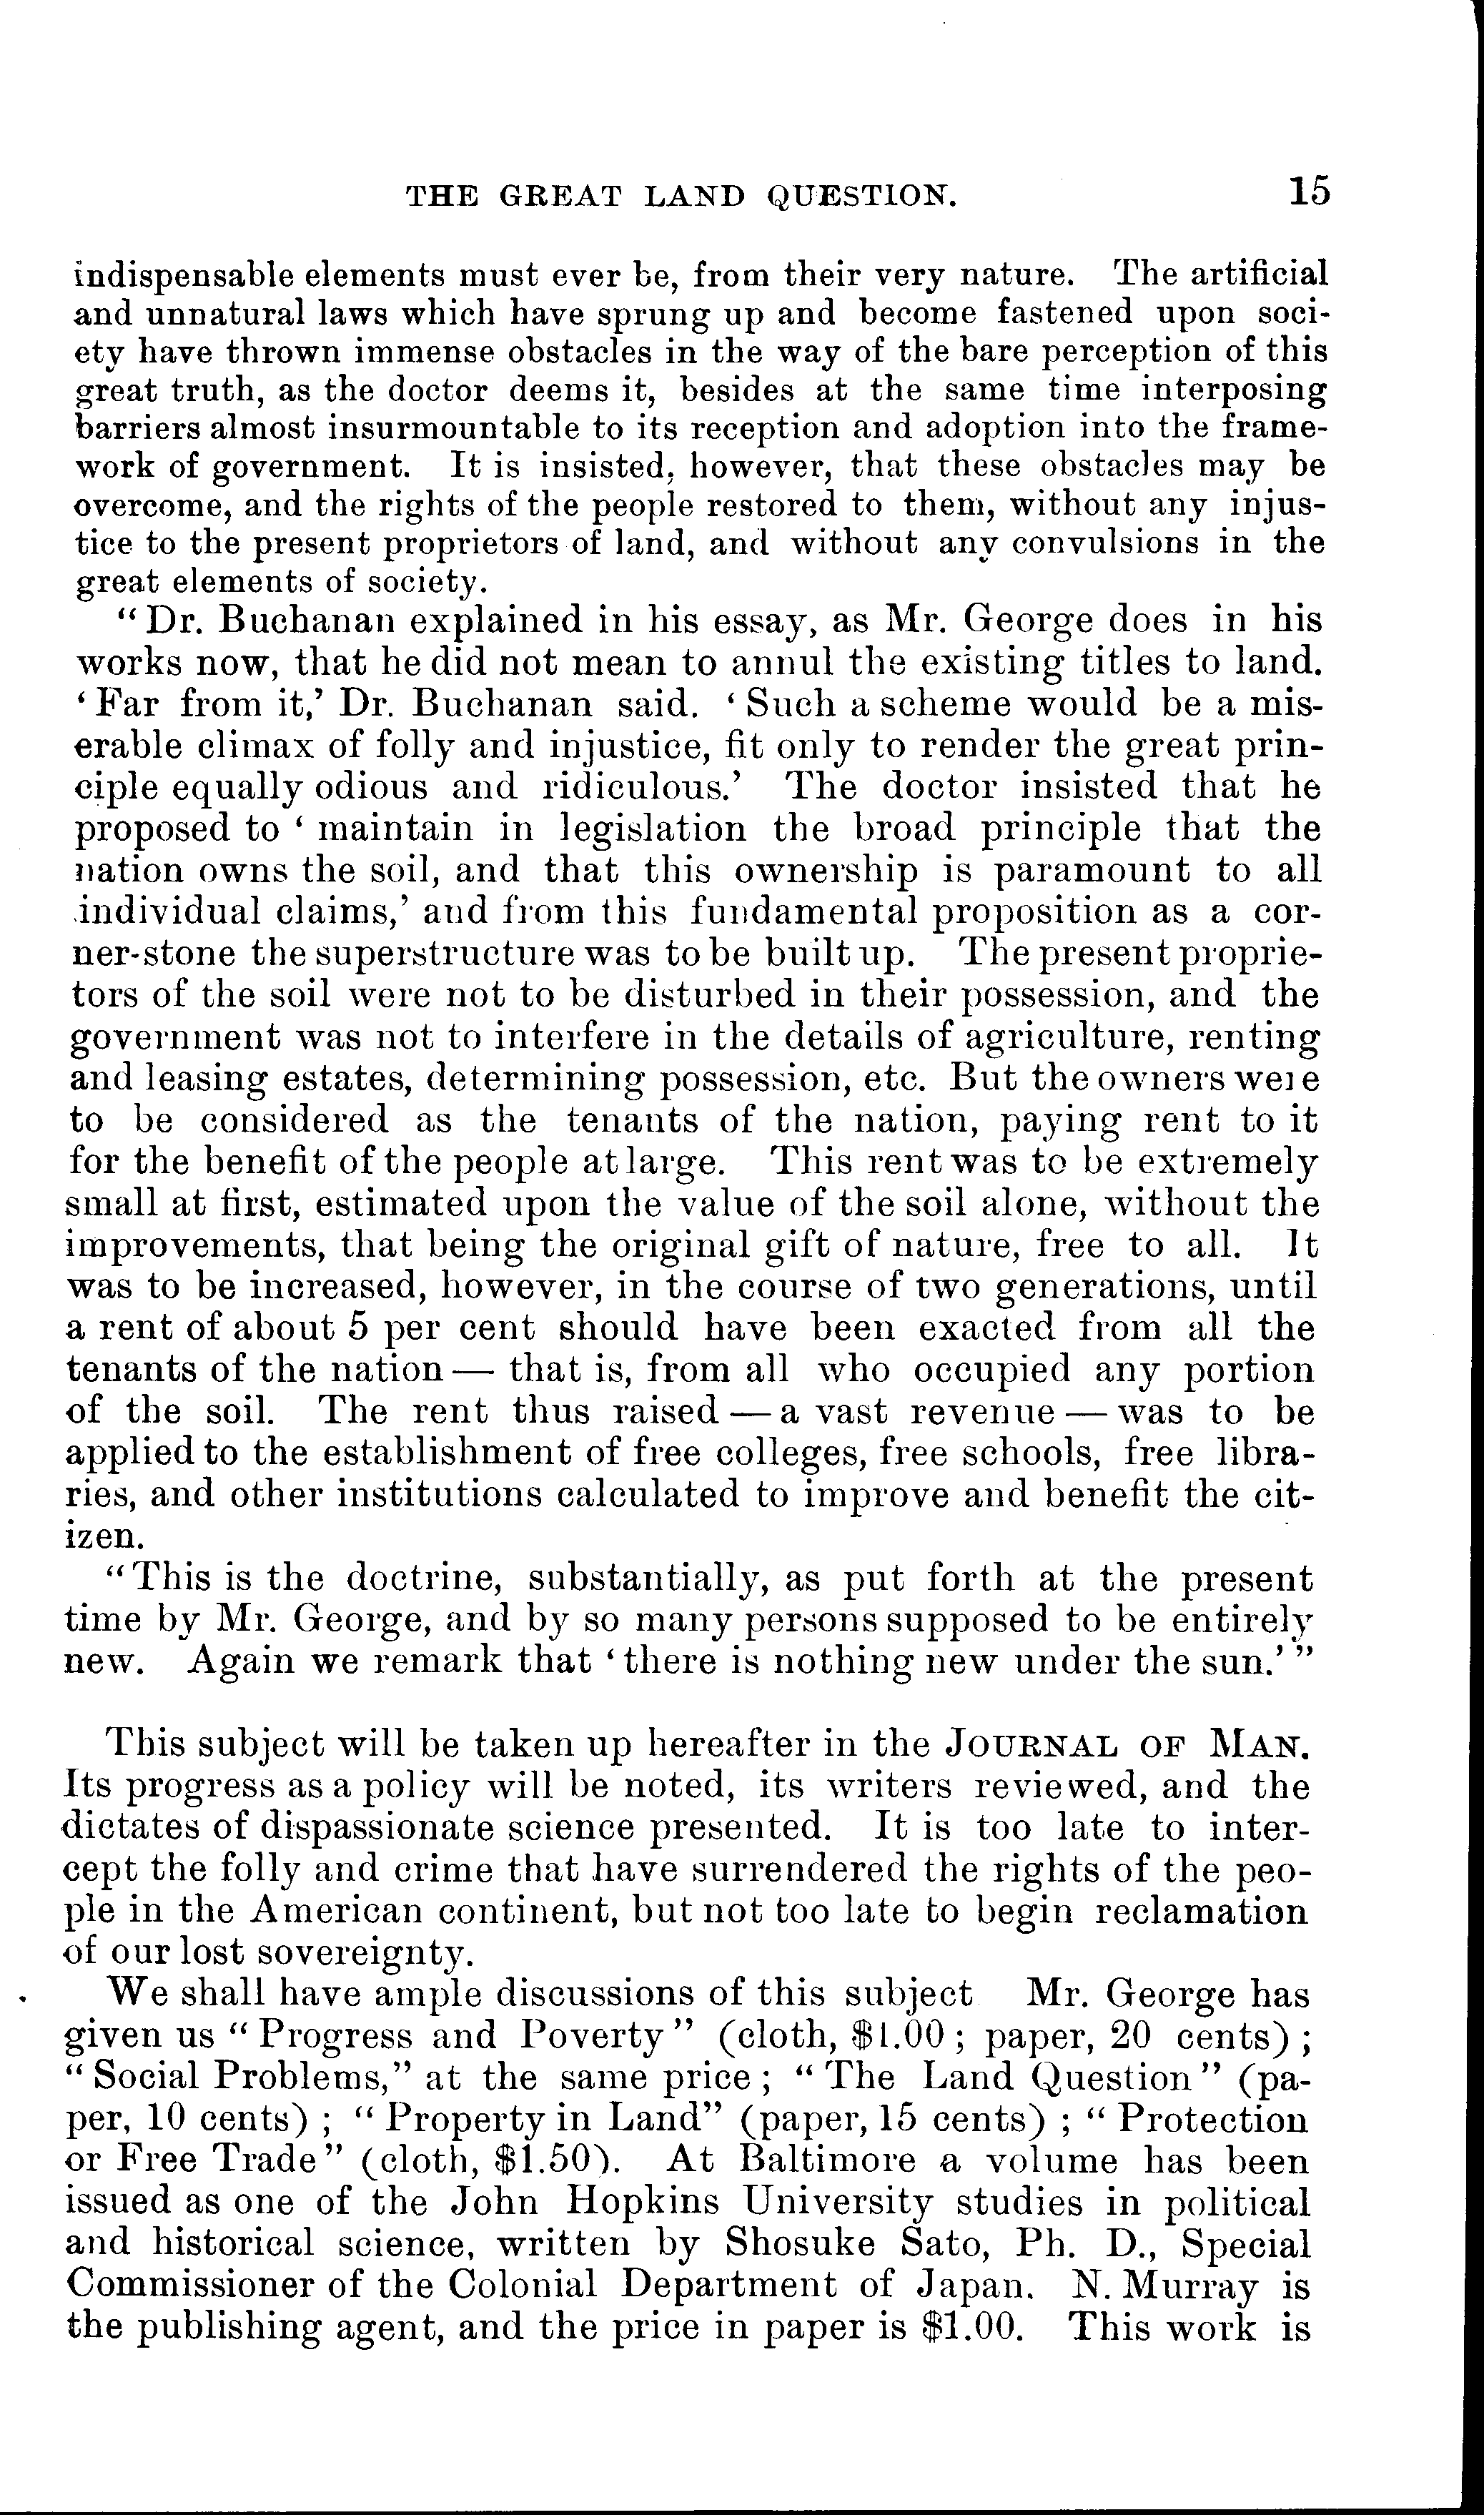 THE GREAT LAND QUESTION. 15
indispensable elements must ever be, from their very nature. The artificial
and unnatural laws which have sprung up and become fastened upon soci-
ety have thrown immense obstacles in the way of the bare perception of this
great truth, as the doctor deems it, besides at the same time interposing
barriers almost insurmountable to its reception and adoption into the frame-
work of government. It is insisted, however, that these obstacles may be
overcome, and the rights of the people restored to them, without any injus-
tice to the present proprietors of land, and without any convulsions in the
great elements of society.
“Dr. Buchanan explained in his essay, as Mr. George does in his
works now, that he did not mean to annul the existing titles to land.
‘Far from it,’ Dr. Buchanan said. ‘Such a scheme would be a mis-
erable climax of folly and injustice, fit only to render the great prin-
ciple equally odious and ridiculous.’ The doctor insisted that he
proposed to ‘maintain in legislation the broad principle that the
nation owns the soil, and that this ownership is paramount to all
individual claims,’ and from this fundamental proposition as a cor-
ner-stone the superstructure was to be built up. The present proprie-
tors of the soil were not to be disturbed in their possession, and the
government was not to interfere in the details of agriculture, renting
and leasing estates, determining possession, etc. But the owners were
to be considered as the tenants of the nation, paying rent to it
for the benefit of the people at large. This rent was to be extremely
small at first, estimated upon the value of the soil alone, without the
improvements, that being the original gift of nature, free to all. It
was to be increased, however, in the course of two generations, until
a rent of about 5 per cent should have been exacted from all the
tenants of the nation — that is, from all who occupied any portion
of the soil. The rent thus raised — a vast revenue — was to be
applied to the establishment of free colleges, free schools, free libra-
ries, and other institutions calculated to improve and benefit the cit-
izen.
“This is the doctrine, substantially, as put forth at the present
time by Mr. George, and by so many persons supposed to be entirely
new. Again we remark that ‘there is nothing new under the sun.’”
This subject will be taken up hereafter in the JOURNAL OF MAN.
Its progress as a policy will be noted, its writers reviewed, and the
dictates of dispassionate science presented. It is too late to inter-
cept the folly and crime that have surrendered the rights of the peo-
ple in the American continent, but not too late to begin reclamation
of our lost sovereignty.
We shall have ample discussions of this subject Mr. George has
given us “Progress and Poverty” (cloth, $1.00; paper, 20 cents);
“Social Problems,” at the same price; “The Land Question” (pa-
per, 10 cents); “Property in Land” (paper, 15 cents); “Protection
or Free Trade” (cloth, $1.50). At Baltimore a volume has been
issued as one of the John Hopkins University studies in political
and historical science, written by Shosuke Sato, Ph. D., Special
Commissioner of the Colonial Department of Japan. N. Murray is
the publishing agent, and the price in paper is $1.00. This work is